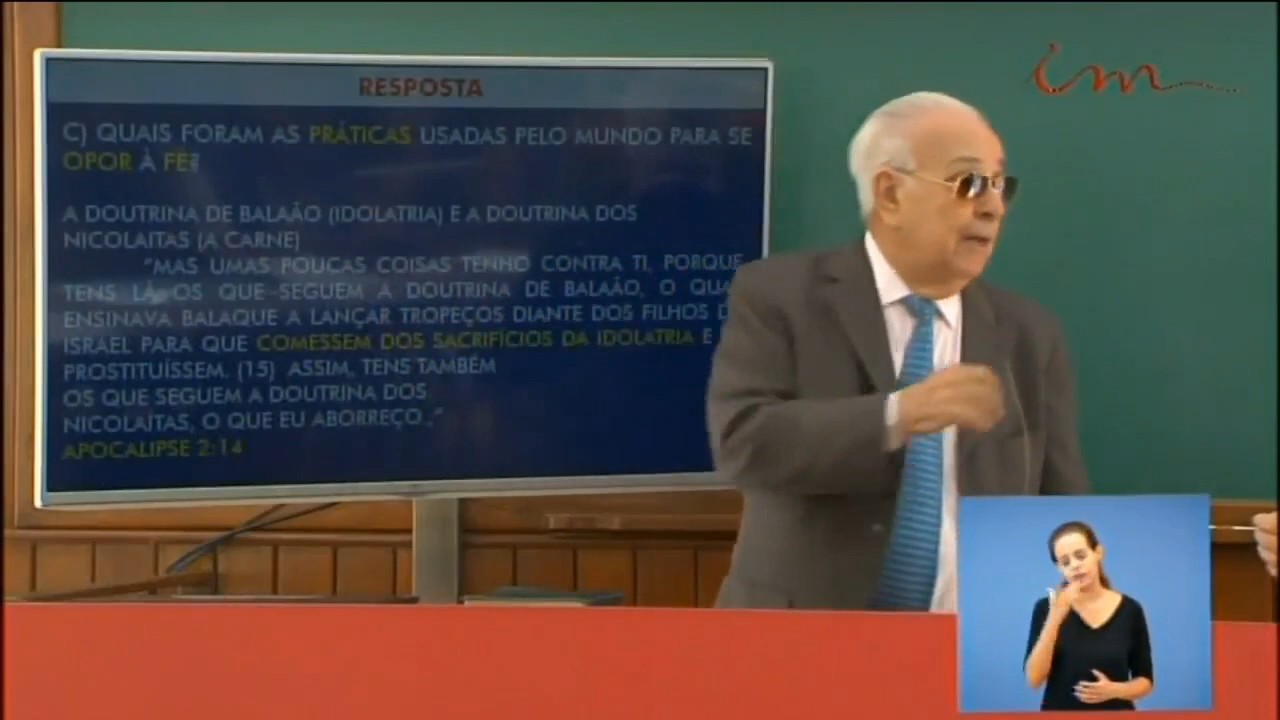 RESPOSTA
C) QUAIS FORAM AS PRÁTICAS USADAS PELO MUNDO PARA SE
OPOR À FÉ?
A DOUTRINA DE BALAÃO (IDOLATRIA) E A DOUTRINA DOS
NICOLAITAS (A CARNE)
"MAS UMAS POUCAS COISAS TENHO CONTRA TI, PORQUE
TENS LÁ OS QUE SEGUEM A DOUTRINA DE BALAÃO, O
ENSINAVA BALAQUE A LANÇAR TROPEÇOS DIANTE DOS FILHOS
ISRAEL PARA QUE COMESSEM DOS SACRIFÍCIOS DA IDOLATRIA E
PROSTITUÍSSEM. (15) ASSIM, TENS TAMBÉM
OS QUE SEGUEM A DOUTRINA DOS
NICOLAÍTAS, O QUE EU ABORREÇO."
APOCALIPSE 2:14
im